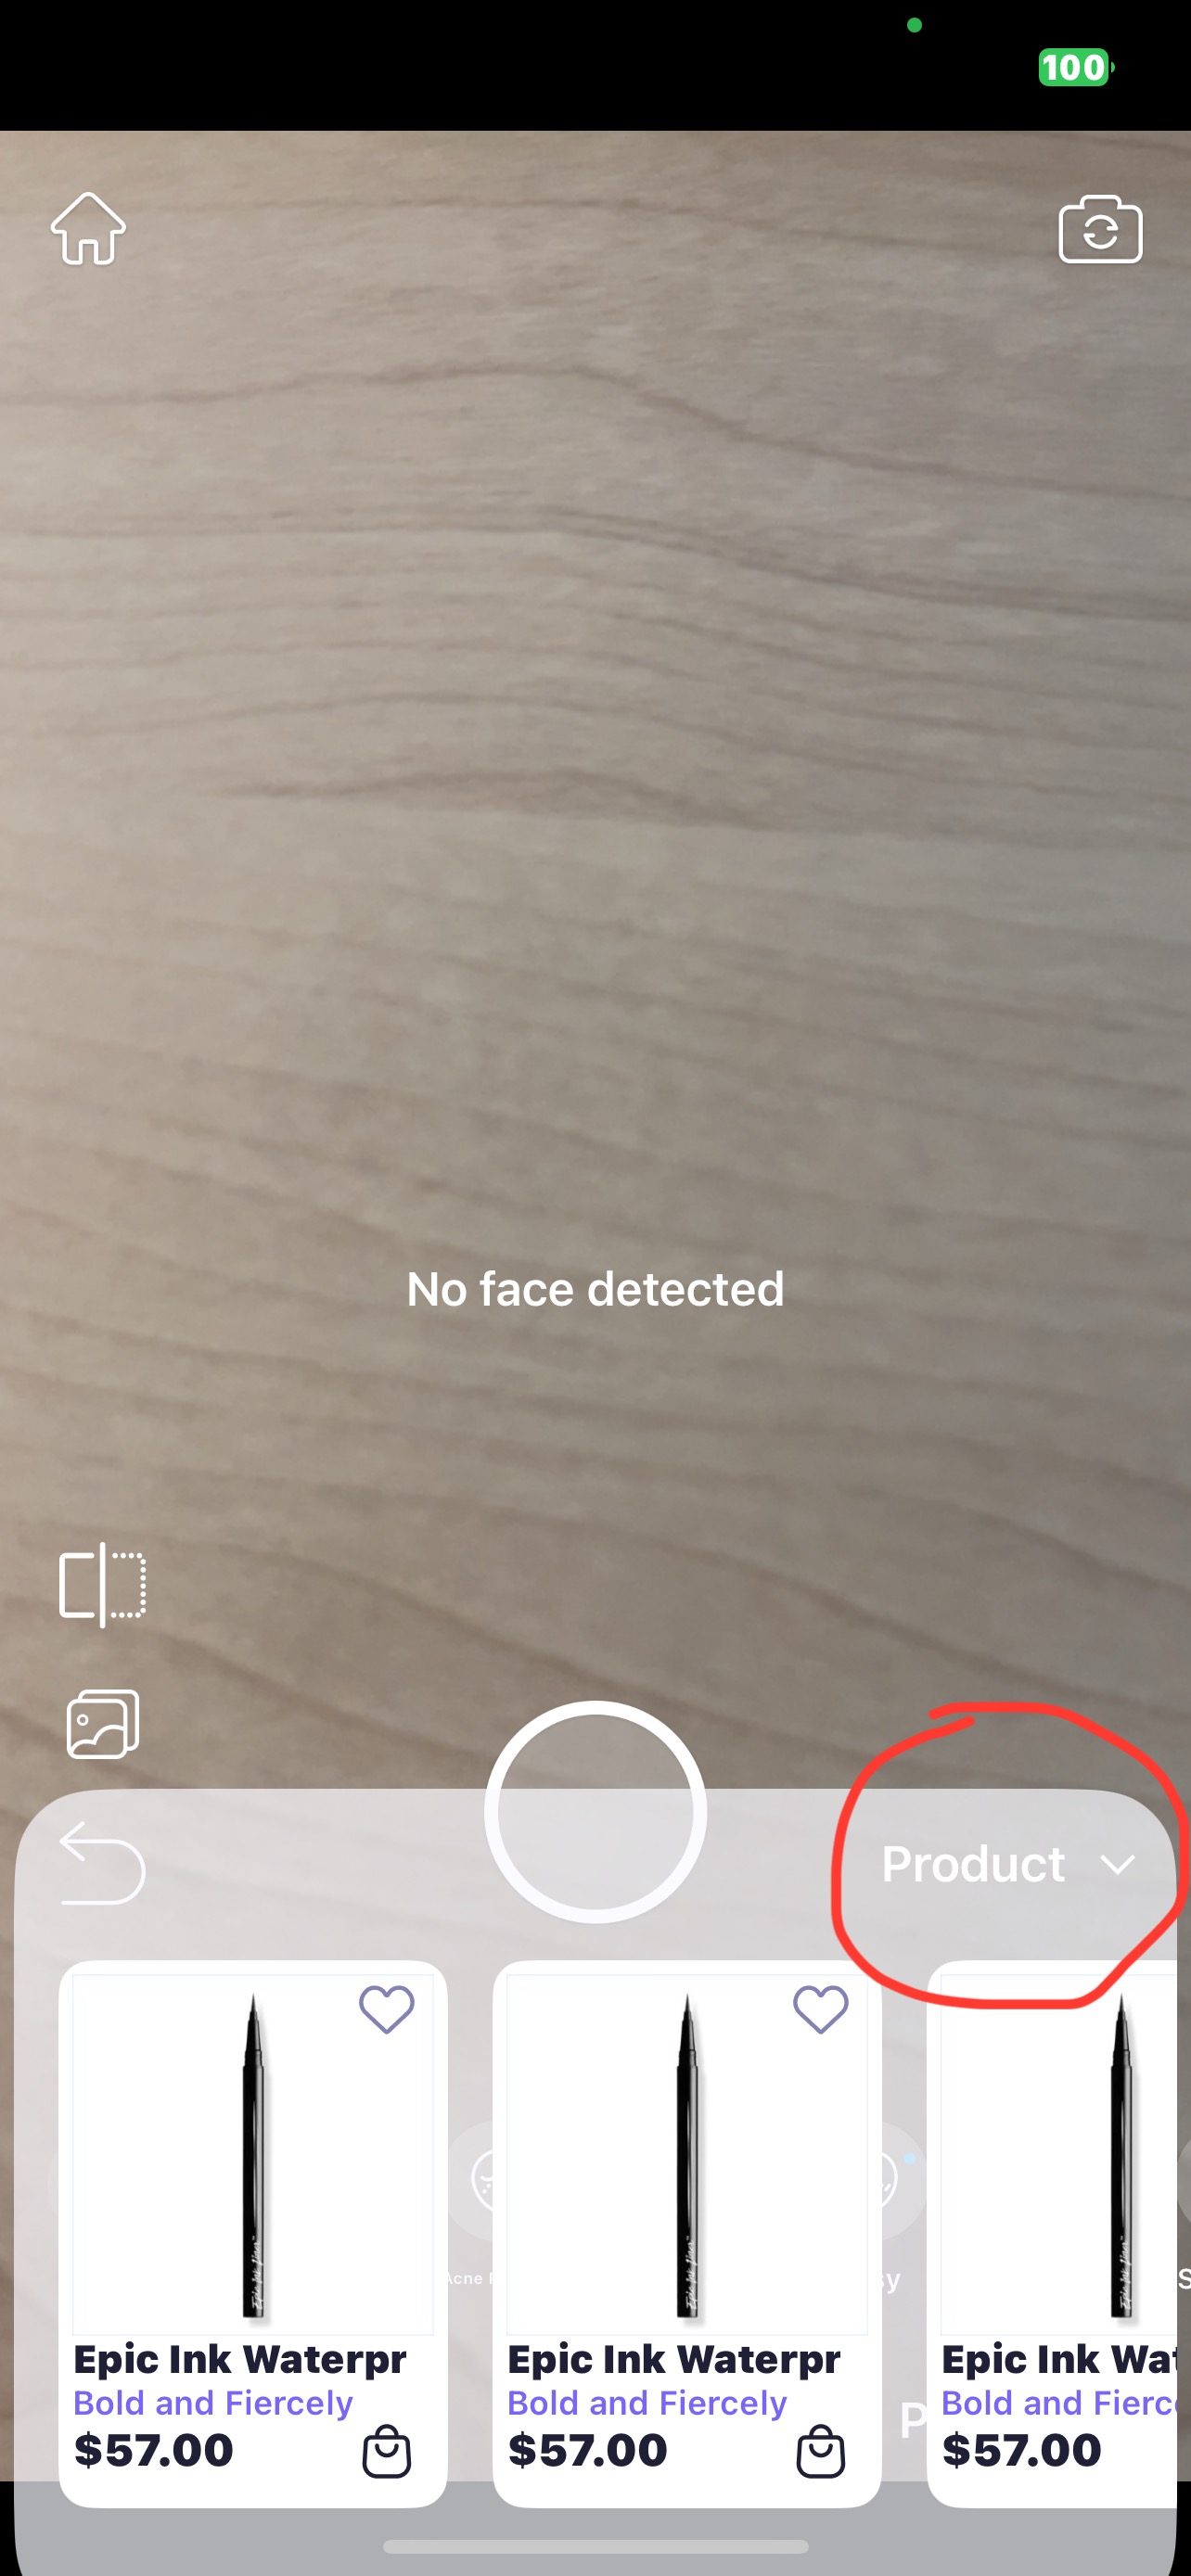 100
No face detected
Product
Epic Ink Waterpr
Bold and Fiercely
$57.00
Epic Ink Waterpr
Bold and Fiercely
$57.00
Epic Ink Wat
Bold and Fierc
$57.00
Acne